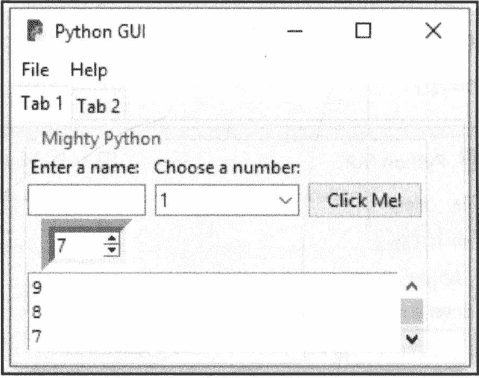 Python GUI
File Help
Tab 1 Tab 2
Mighty Python
Enter a name: Choose a number:
1 Click Me!
7
9
8
7